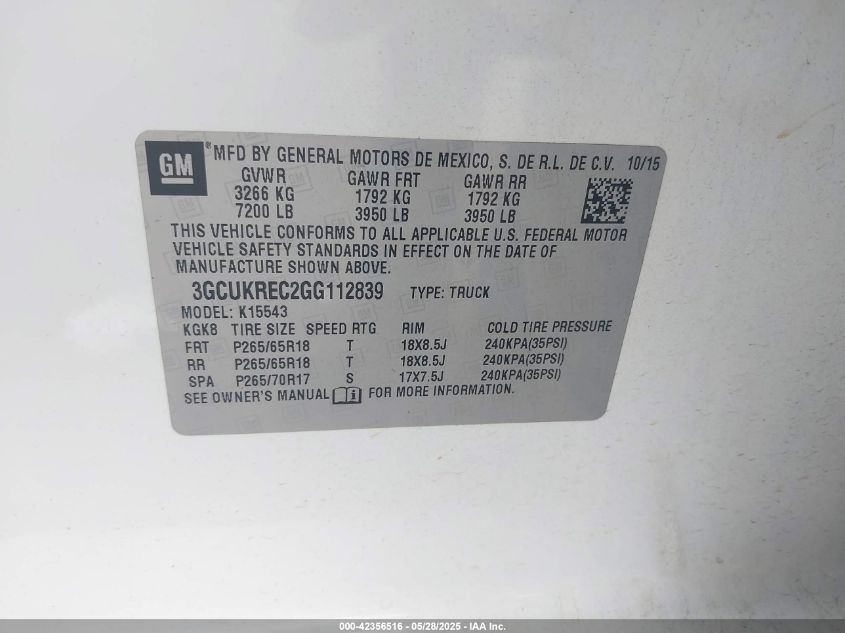 GM ® MFD BY GENERAL MOTORS DE MEXICO, S. DE R.L. DE C.V. 10/15
GVWR GAWR FRT GAWR RR
3266 KG 1792 KG 1792 KG
7200 LB 3950 LB 3950 LB
THIS VEHICLE CONFORMS TO ALL APPLICABLE U.S. FEDERAL MOTOR
VEHICLE SAFETY STANDARDS IN EFFECT ON THE DATE OF
MANUFACTURE SHOWN ABOVE.
3GCUKREC2GG112839 TYPE: TRUCK
MODEL: K15543
KGK8 TIRE SIZE SPEED RTG RIM COLD TIRE PRESSURE
FRT P265/65R18 T 18X8.5J 240KPA(35PSI)
RR P265/65R18 T 18X8.5J 240KPA(35PSI)
SPA P265/70R17 S 17X7.5J 240KPA(35PSI)
SEE OWNER'S MANUAL FOR MORE INFORMATION.
000-42356516 - 05/28/2025 - IAA Inc.